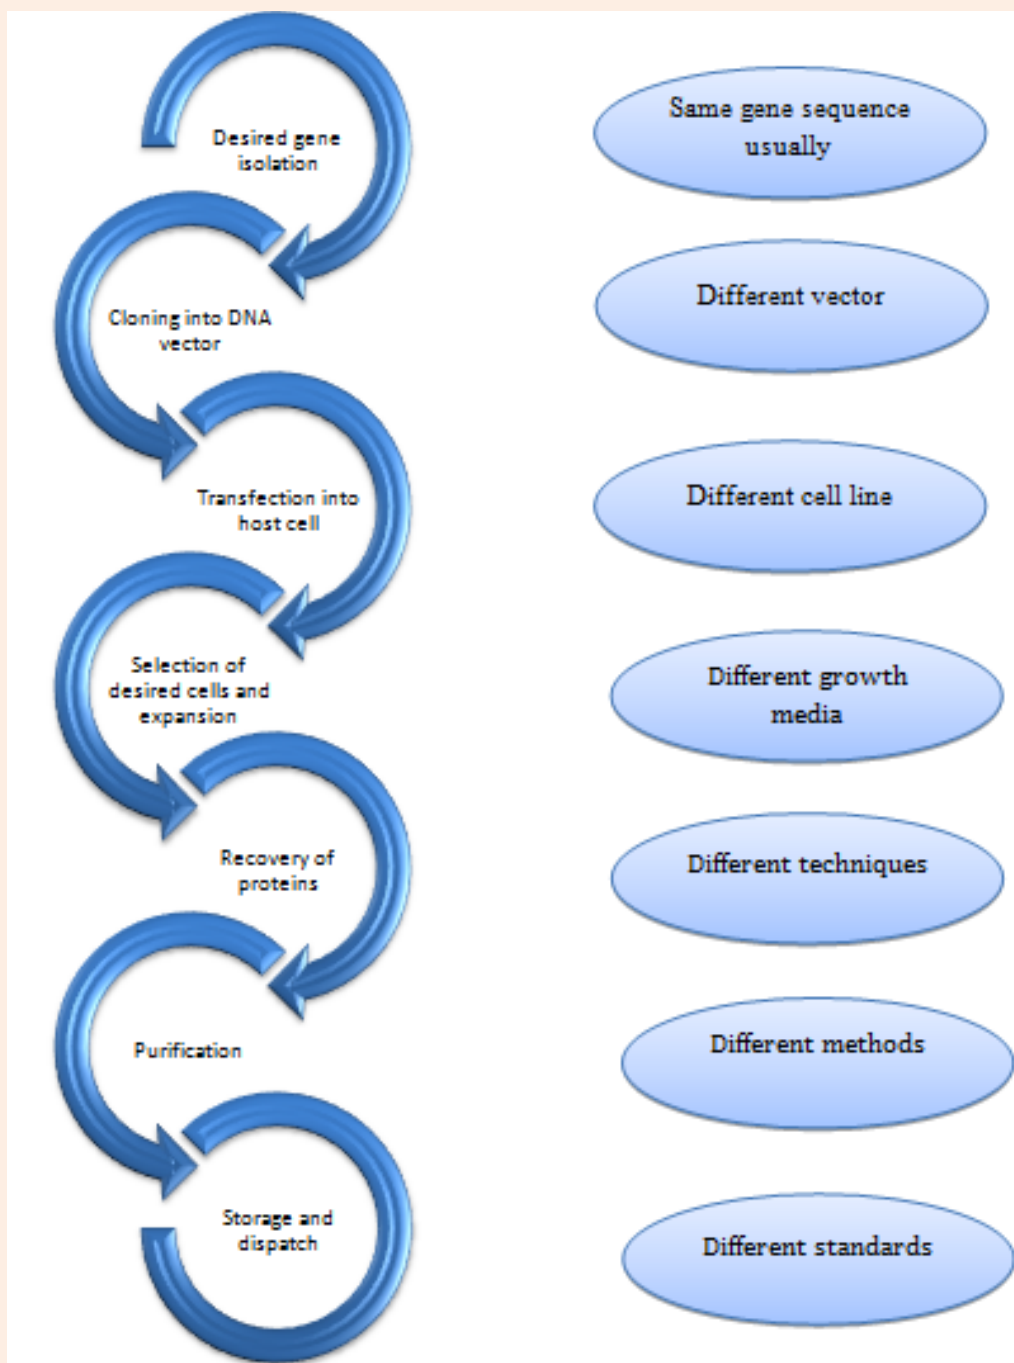 Desired gene
isolation
Same gene sequence
usually
Cloning into DNA
vector
Different vector
Transfection into
host cell
Different cell line
Selection of
desired cells and
expansion
Different growth
media
Recovery of
proteins
Different techniques
Purification
Different methods
Storage and
dispatch
Different standards